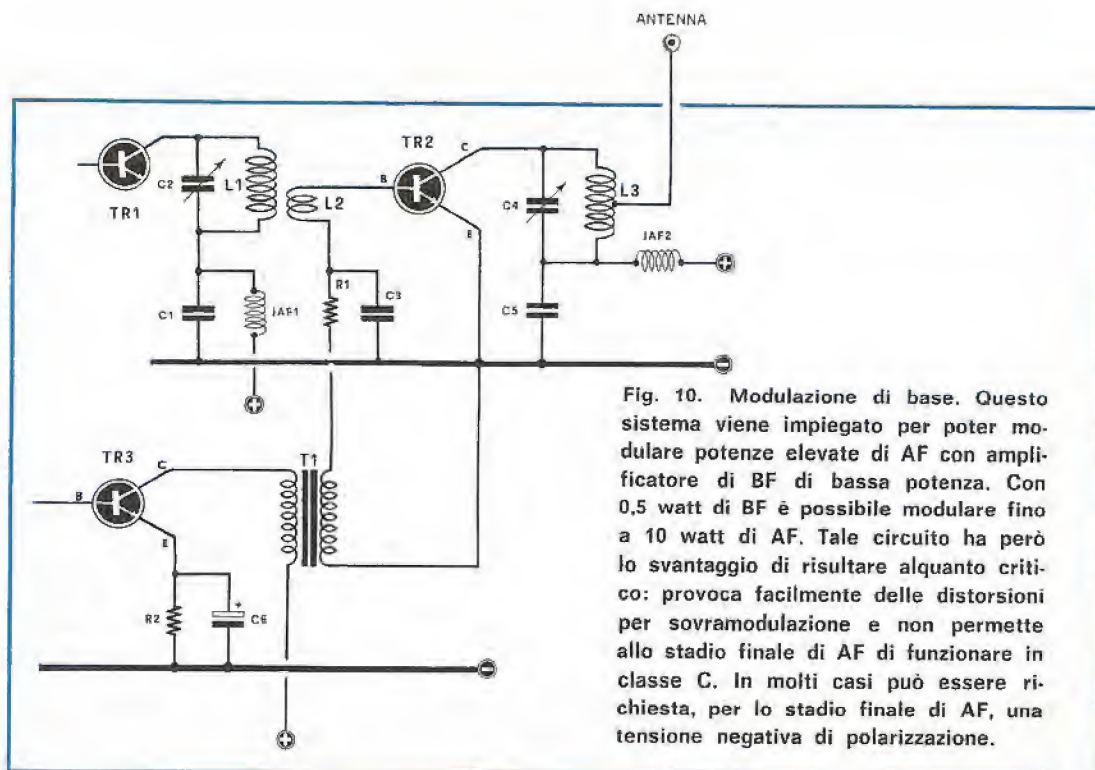 ANTENNA
TR1
C2
L1
L2
TR2
C
B
E
C4
L3
JAF2
+
C1
JAF1
R1
C3
C5
-
+
TR3
C
B
E
T1
R2
+
C6
-
+
Fig. 10. Modulazione di base. Questo
sistema viene impiegato per poter mo-
dulare potenze elevate di AF con ampli-
ficatore di BF di bassa potenza. Con
0,5 watt di BF è possibile modulare fino
a 10 watt di AF. Tale circuito ha però
lo svantaggio di risultare alquanto criti-
co: provoca facilmente delle distorsioni
per sovramodulazione e non permette
allo stadio finale di AF di funzionare in
classe C. In molti casi può essere ri-
chiesta, per lo stadio finale di AF, una
tensione negativa di polarizzazione.